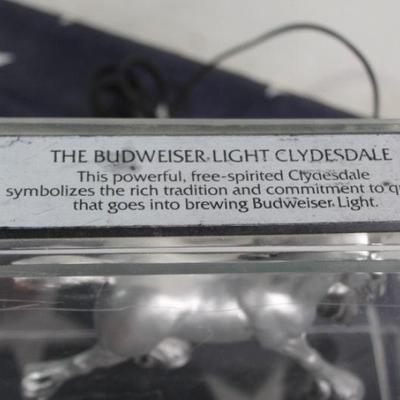 THE BUDWEISER LIGHT CLYDESDALE
This powerful, free-spirited Clydesdale
symbolizes the rich tradition and commitment to
that goes into brewing Budweiser Light.